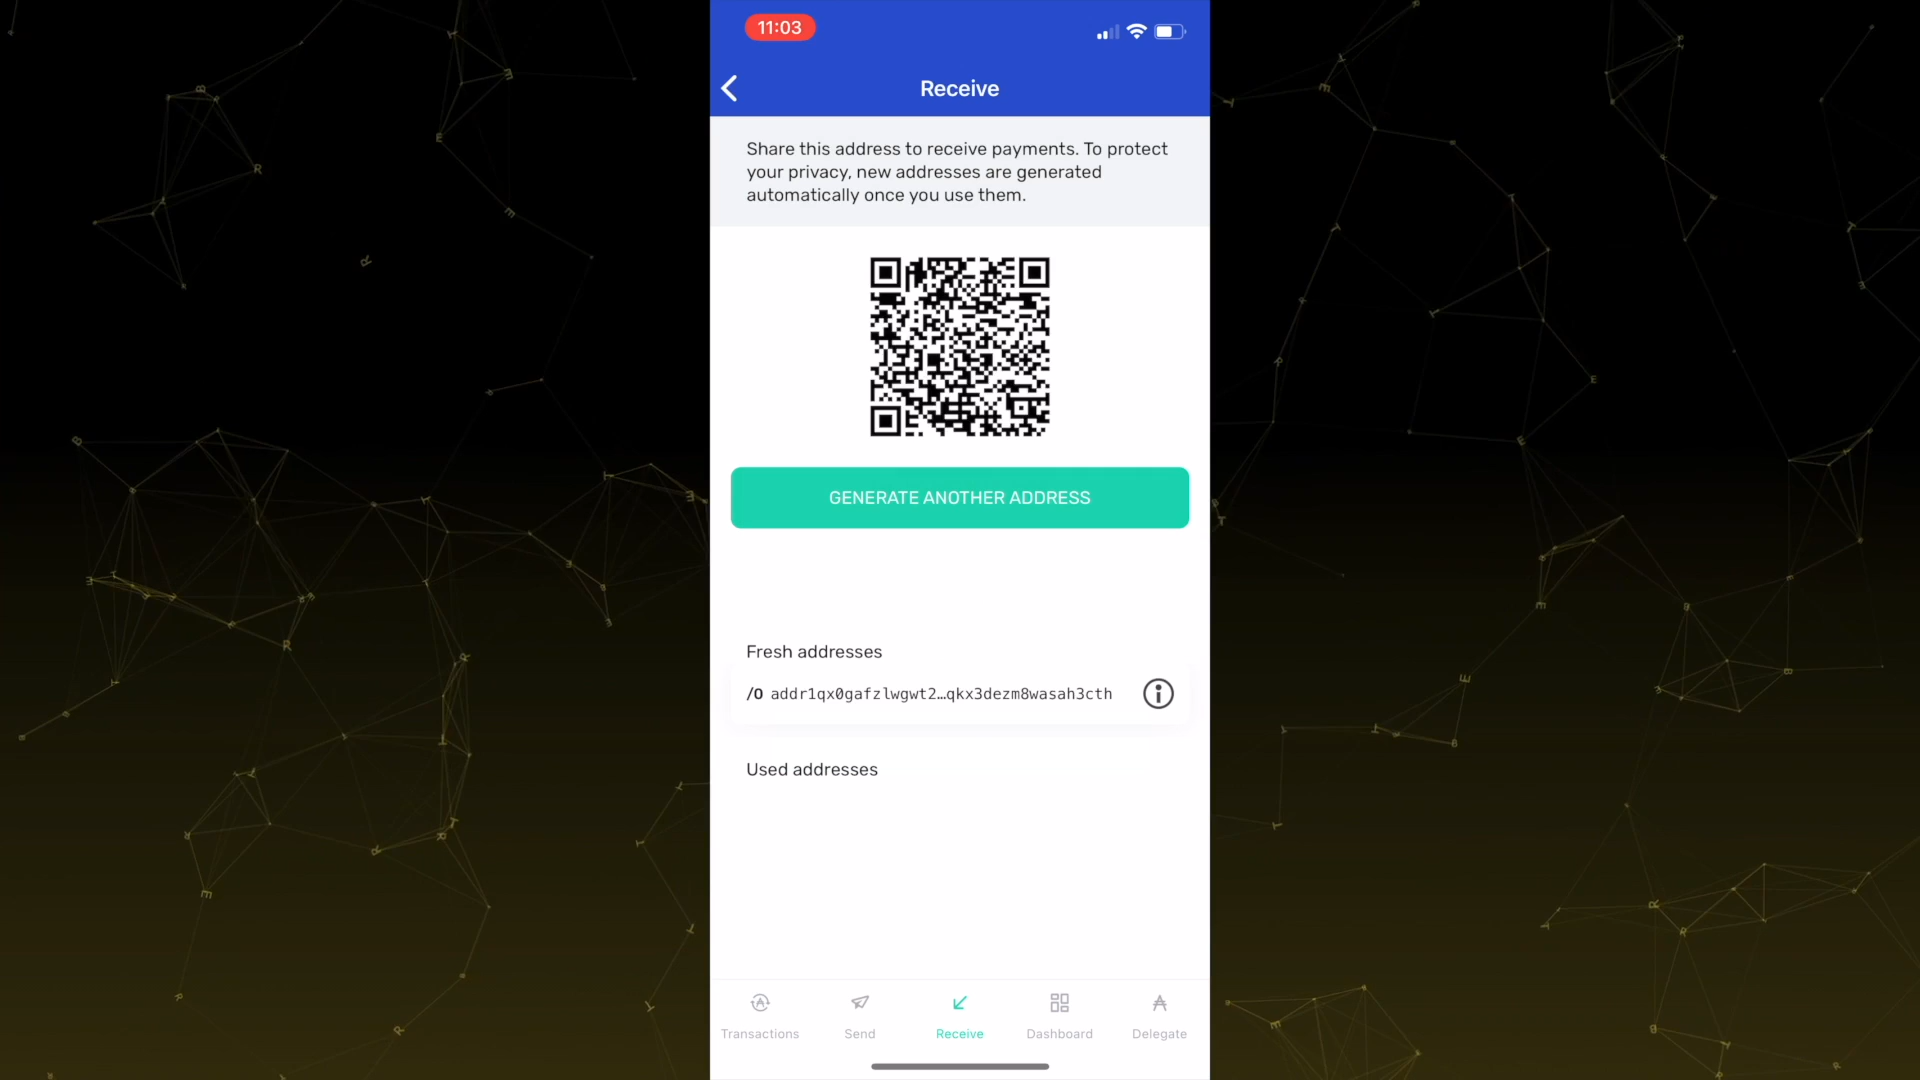 11:03
Receive
Share this address to receive payments. To protect
your privacy, new addresses are generated
automatically once you use them.
GENERATE ANOTHER ADDRESS
Fresh addresses
/0 addr1qx0gafzlwgwt2…qkx3dezm8wasah3cth
Used addresses
Transactions
Send
Receive
Dashboard
Delegate